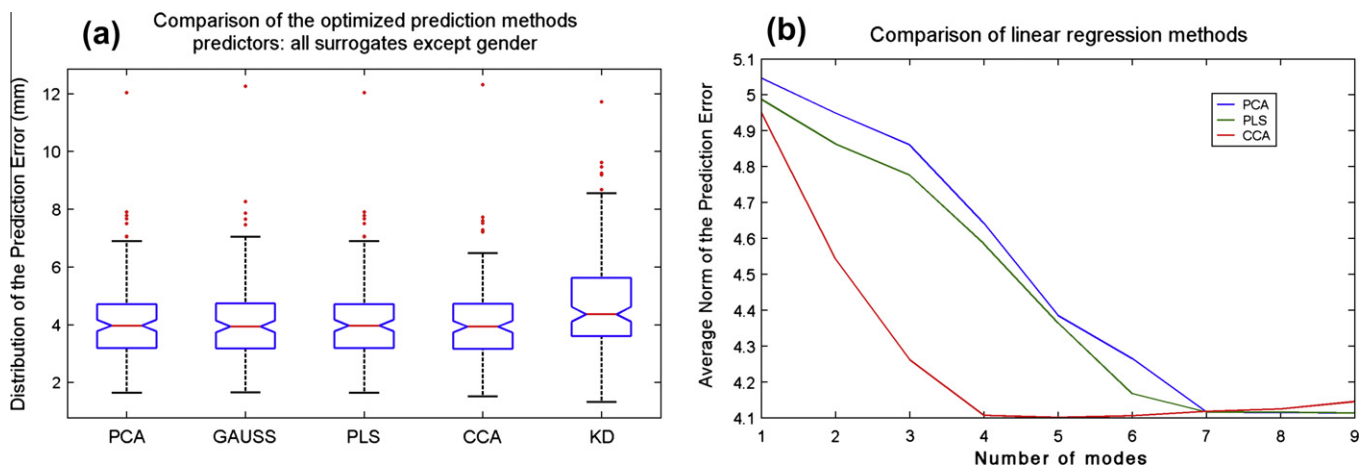 (a)
Comparison of the optimized prediction methods
predictors: all surrogates except gender
Distribution of the Prediction Error (mm)
12
10
8
6
4
2
PCA GAUSS PLS CCA KD
(b)
Comparison of linear regression methods
Average Norm of the Prediction Error
5.1
5
4.9
4.8
4.7
4.6
4.5
4.4
4.3
4.2
4.1
PCA
PLS
CCA
1 2 3 4 5 6 7 8 9
Number of modes